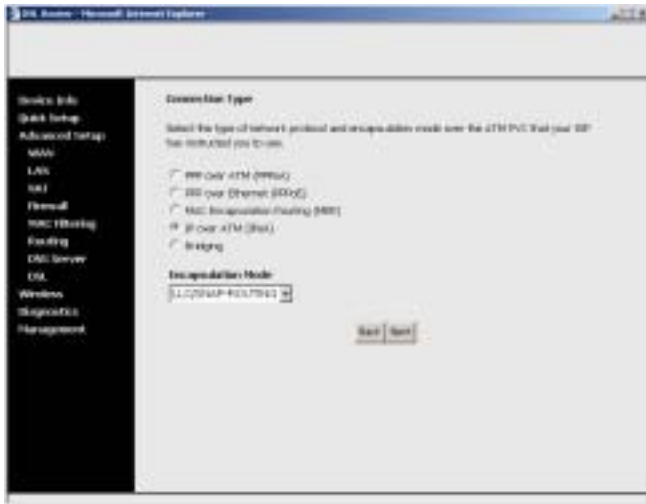 DSL Router - Microsoft Internet Explorer
Device Info
Quick Setup
Advanced Setup
WAN
LAN
NAT
Firewall
MAC Filtering
Routing
DNS Server
DSL
Wireless
Diagnostics
Management
Connection Type
Select the type of network protocol and encapsulation mode over the ATM PVC that your ISP
has instructed you to use.
PPP over ATM (PPPoA)
PPP over Ethernet (PPPoE)
MAC Encapsulation Routing (MER)
IP over ATM (IPoA)
Bridging
Encapsulation Mode
LLC/SNAP-ROUTING
Back Next